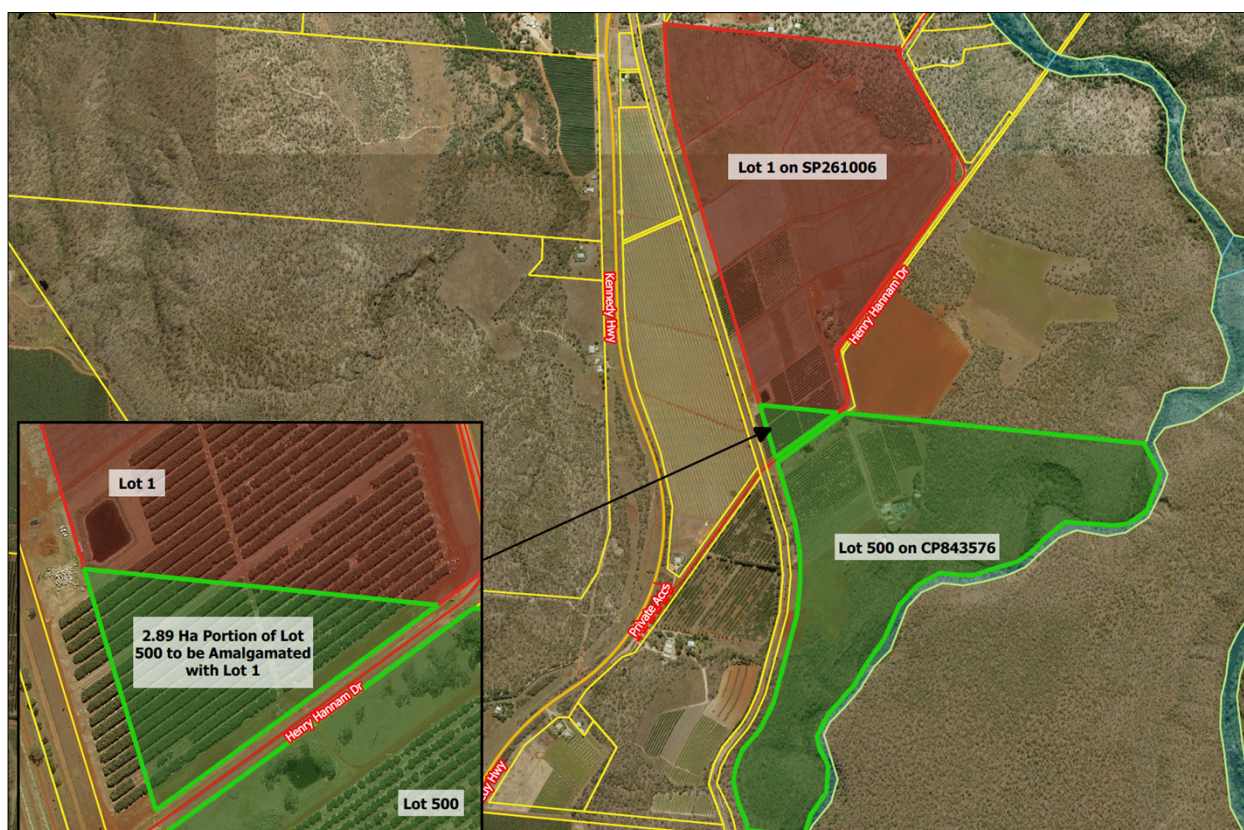 Lot 1 on SP261006
Kennedy Hwy
Henry Hannam Dr
Lot 500 on CP843576
Private Accs
Lot 1
2.89 Ha Portion of Lot
500 to be Amalgamated
with Lot 1
Henry Hannam Dr
Lot 500
Hwy